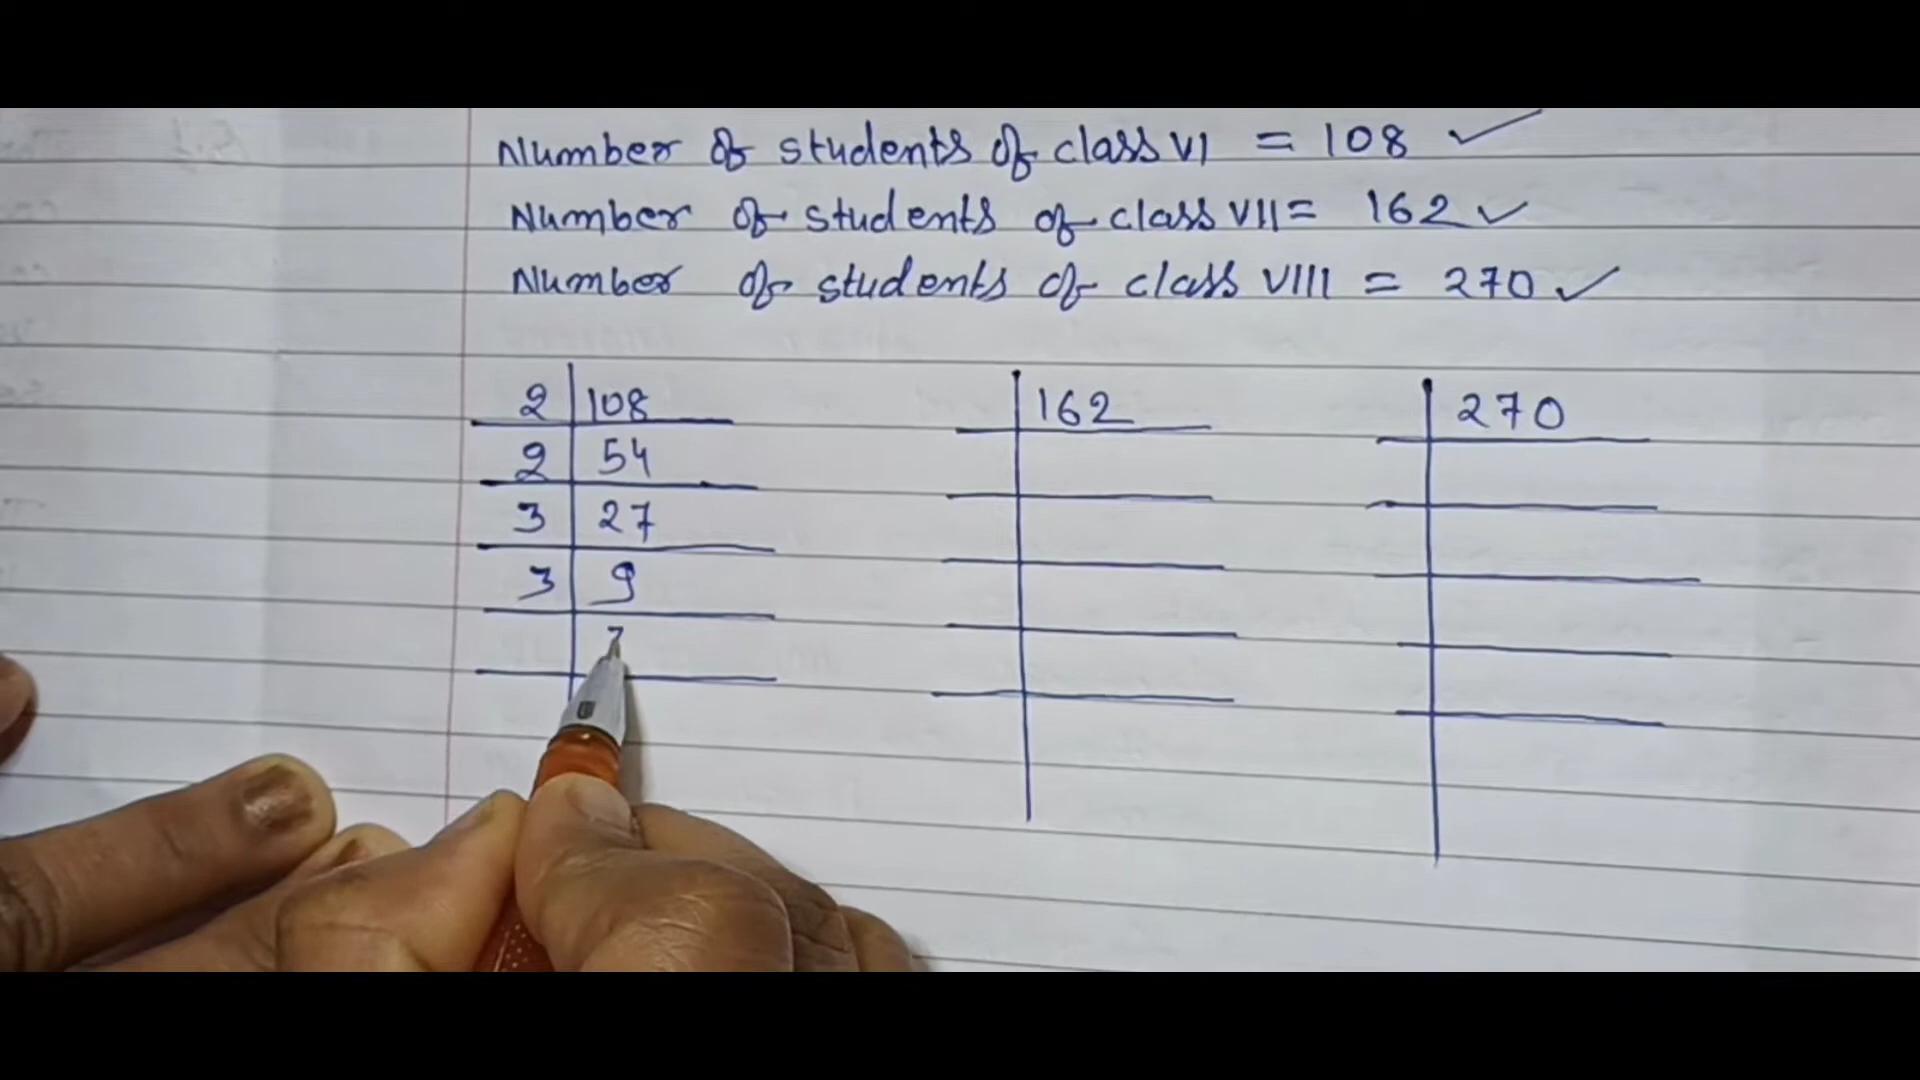 Number of students of class VI = 108 ✓
Number of students of class VII = 162 ✓
Number of students of class VIII = 270 ✓
2 108 162 270
2 54
3 27
3 9